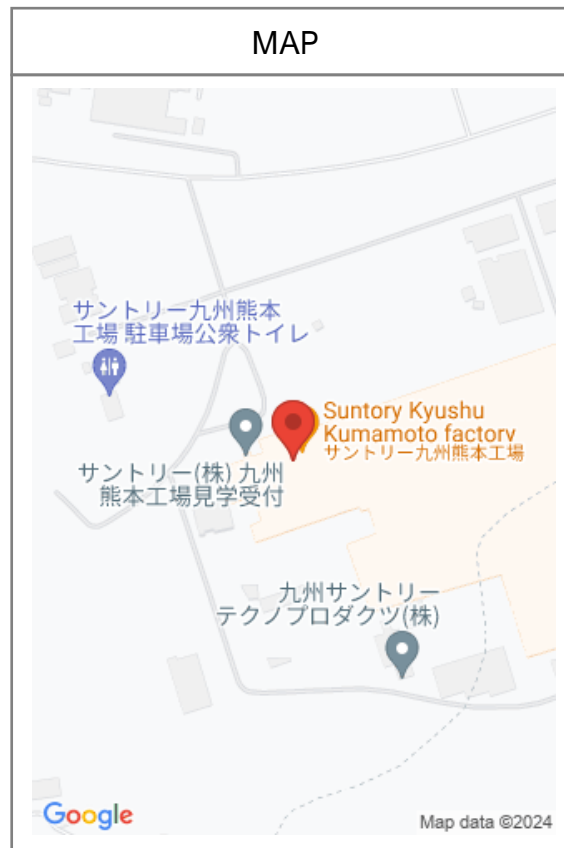 MAP
サントリー九州熊本
工場 駐車場公衆トイレ
Suntory Kyushu
Kumamoto factory
サントリー九州熊本工場
サントリー(株) 九州
熊本工場見学受付
九州サントリー
テクノプロダクツ(株)
Google
Map data ©2024